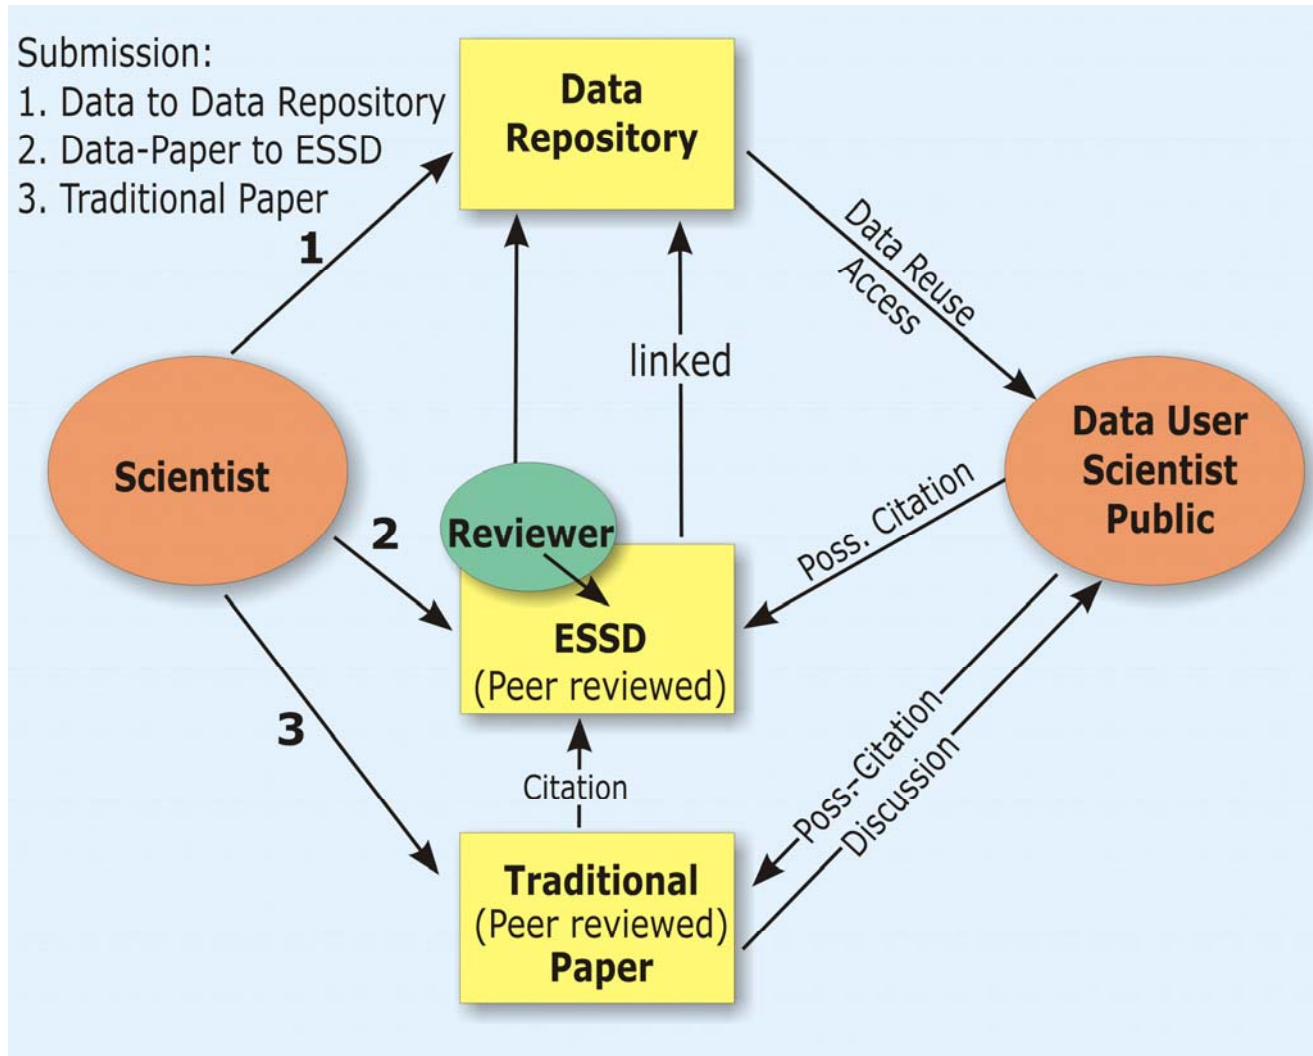 Submission:
1. Data to Data Repository
2. Data-Paper to ESSD
3. Traditional Paper
Data
Repository
1
Data Reuse
Access
linked
Scientist
Data User
Scientist
Public
2
Reviewer
Poss. Citation
ESSD
(Peer reviewed)
3
Citation
Poss. Citation
Discussion
Traditional
(Peer reviewed)
Paper